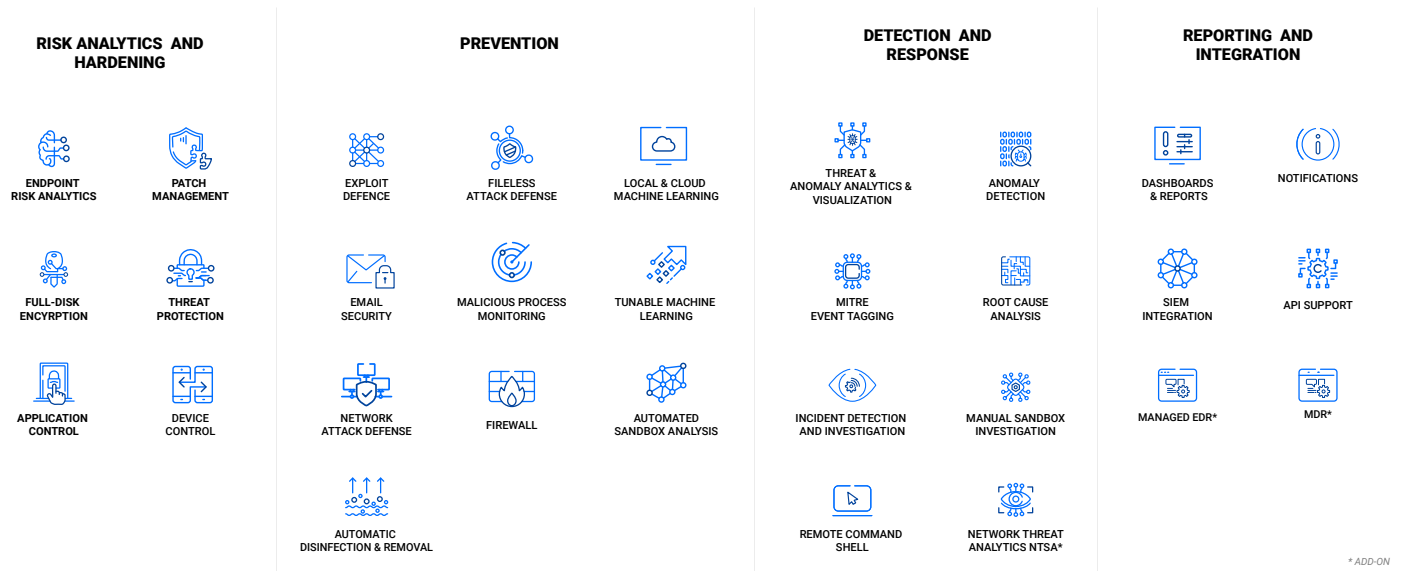 RISK ANALYTICS AND
HARDENING
ENDPOINT
RISK ANALYTICS
PATCH
MANAGEMENT
FULL-DISK
ENCYRPTION
THREAT
PROTECTION
APPLICATION
CONTROL
DEVICE
CONTROL
PREVENTION
EXPLOIT
DEFENCE
FILELESS
ATTACK DEFENSE
LOCAL & CLOUD
MACHINE LEARNING
EMAIL
SECURITY
MALICIOUS PROCESS
MONITORING
TUNABLE MACHINE
LEARNING
NETWORK
ATTACK DEFENSE
FIREWALL
AUTOMATED
SANDBOX ANALYSIS
AUTOMATIC
DISINFECTION & REMOVAL
DETECTION AND
RESPONSE
THREAT &
ANOMALY ANALYTICS &
VISUALIZATION
ANOMALY
DETECTION
MITRE
EVENT TAGGING
ROOT CAUSE
ANALYSIS
INCIDENT DETECTION
AND INVESTIGATION
MANUAL SANDBOX
INVESTIGATION
REMOTE COMMAND
SHELL
NETWORK THREAT
ANALYTICS NTSA*
REPORTING AND
INTEGRATION
DASHBOARDS
& REPORTS
NOTIFICATIONS
SIEM
INTEGRATION
API SUPPORT
MANAGED EDR*
MDR*
* ADD-ON